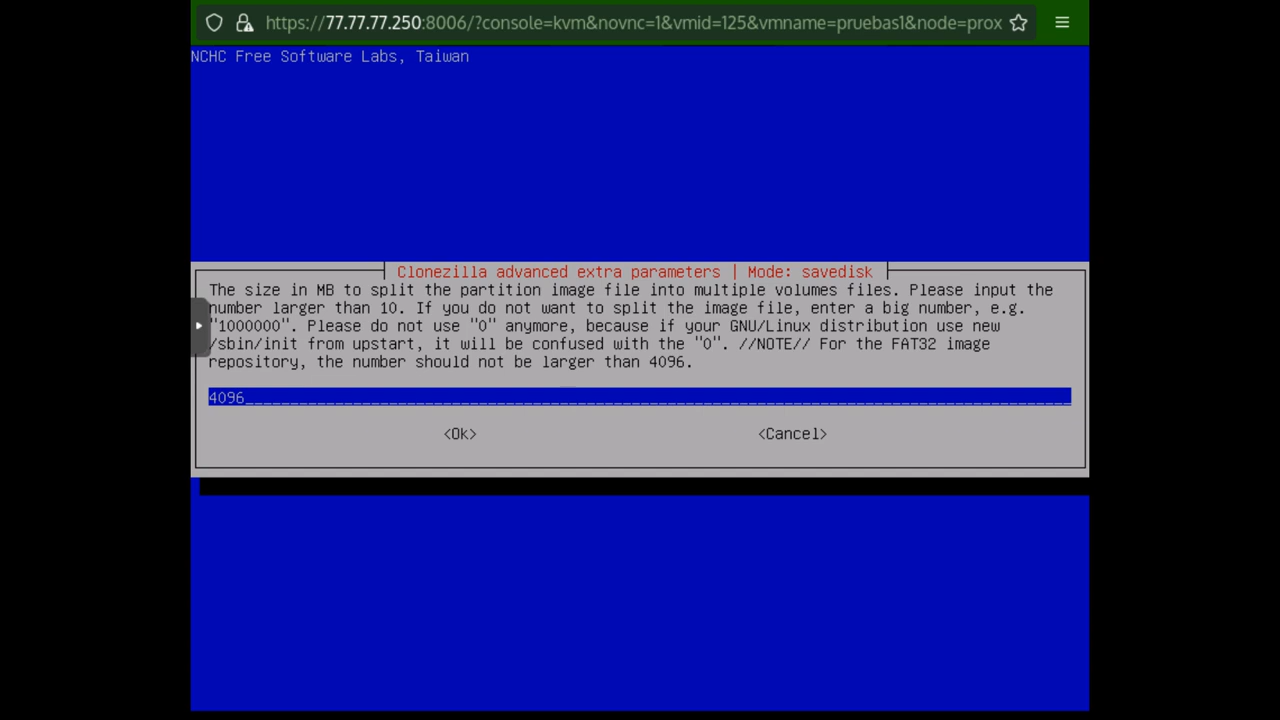 https://77.77.77.250:8006/?console=kvm&novnc=1&vmid=125&vmname=pruebas1&node=prox
NCHC Free Software Labs, Taiwan
Clonezilla advanced extra parameters | Mode: savedisk
The size in MB to split the partition image file into multiple volumes files. Please input the
number larger than 10. If you do not want to split the image file, enter a big number, e.g.
"1000000". Please do not use "0" anymore, because if your GNU/Linux distribution use new
/sbin/init from upstart, it will be confused with the "0". //NOTE// For the FAT32 image
repository, the number should not be larger than 4096.
4096
<Ok> <Cancel>